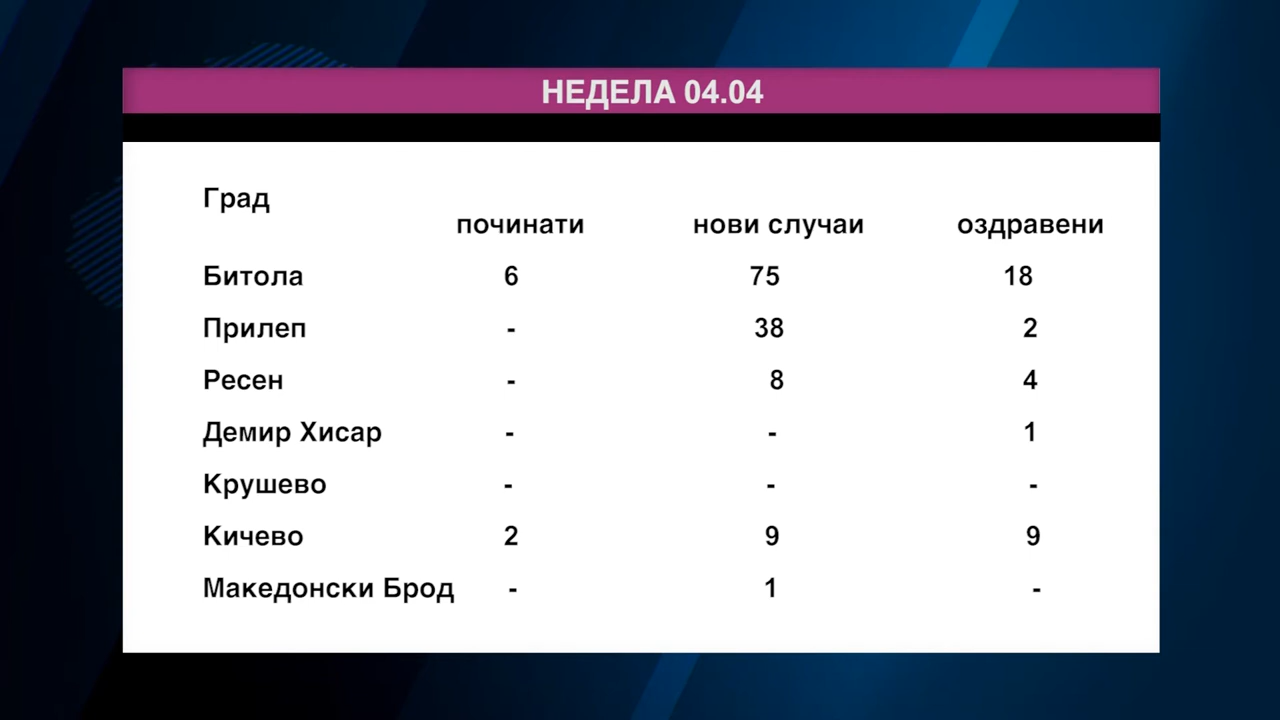 НЕДЕЛА 04.04
Град
починати нови случаи оздравени
Битола 6 75 18
Прилеп - 38 2
Ресен - 8 4
Демир Хисар - - 1
Крушево - - -
Кичево 2 9 9
Македонски Брод - 1 -